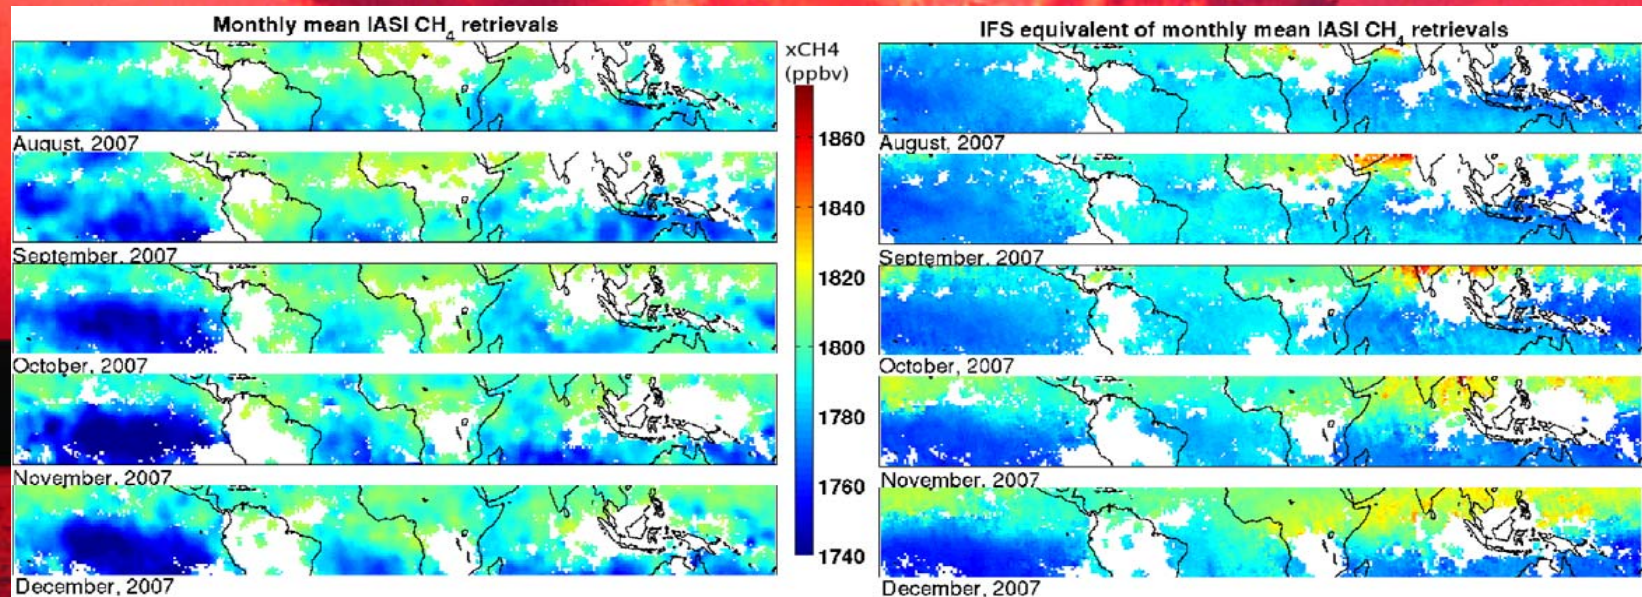 Monthly mean IASI CH4 retrievals
August, 2007
September, 2007
October, 2007
November, 2007
December, 2007
xCH4
(ppbv)
1860
1840
1820
1800
1780
1760
1740
IFS equivalent of monthly mean IASI CH4 retrievals
August, 2007
September, 2007
October, 2007
November, 2007
December, 2007